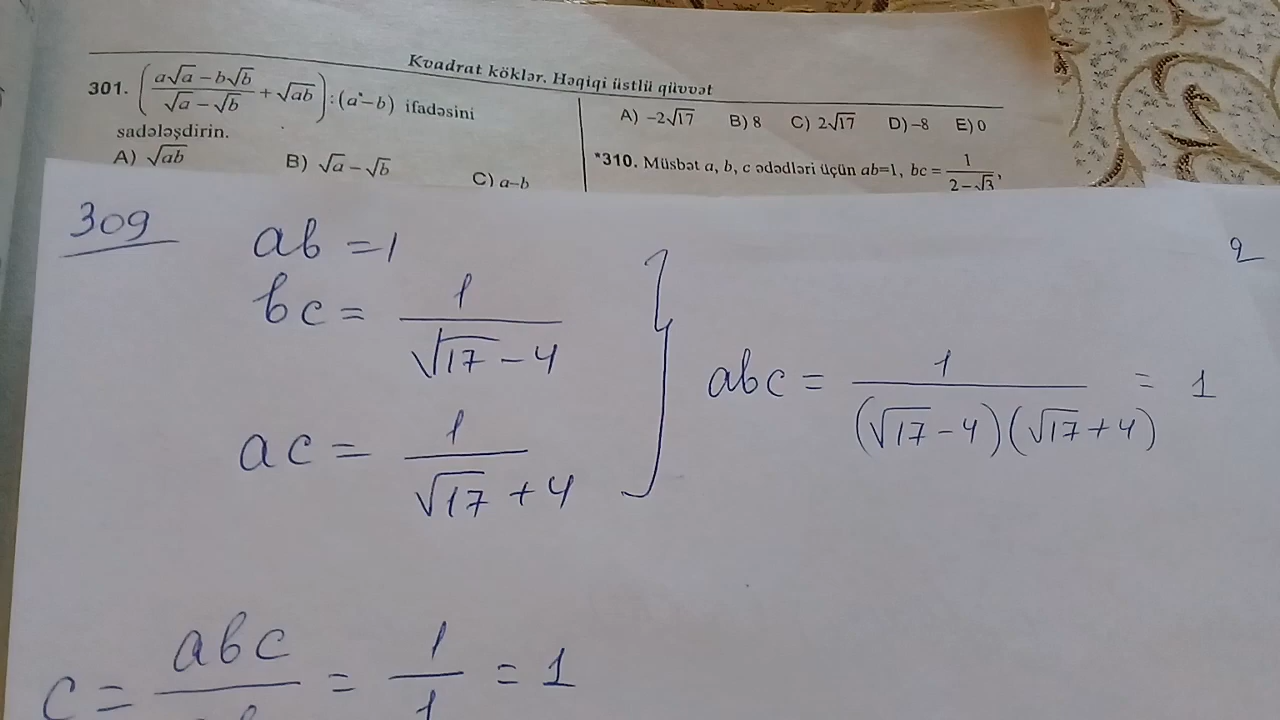 Kvadrat köklər. Həqiqi üstlü qüvvət
301. ((a√a − b√b)/(√a − √b) + √ab) : (a − b) ifadəsini
sadələşdirin.
A) √ab B) √a − √b C) a−b
A) −2√17 B) 8 C) 2√17 D) −8 E) 0
*310. Müsbət a, b, c ədədləri üçün ab=1, bc = 1/(2−√3),
309
ab = 1
bc = 1/(√17 − 4)
ac = 1/(√17 + 4)
abc = 1/((√17 − 4)(√17 + 4)) = 1
c = abc/ = 1/1 = 1